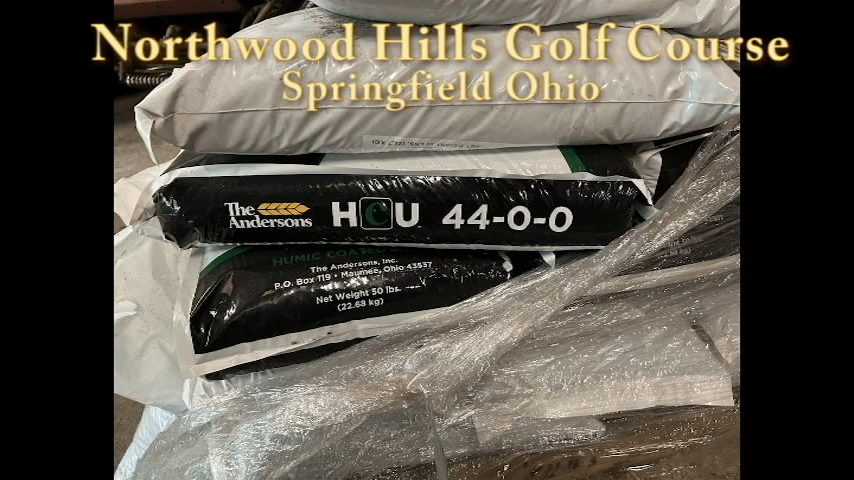 Northwood Hills Golf Course
Springfield Ohio
The
Andersons
HCU 44-0-0
HUMIC COATED
The Andersons, Inc.
P.O. Box 119 • Maumee, Ohio 43537
Net Weight 50 lbs.
(22.68 kg)